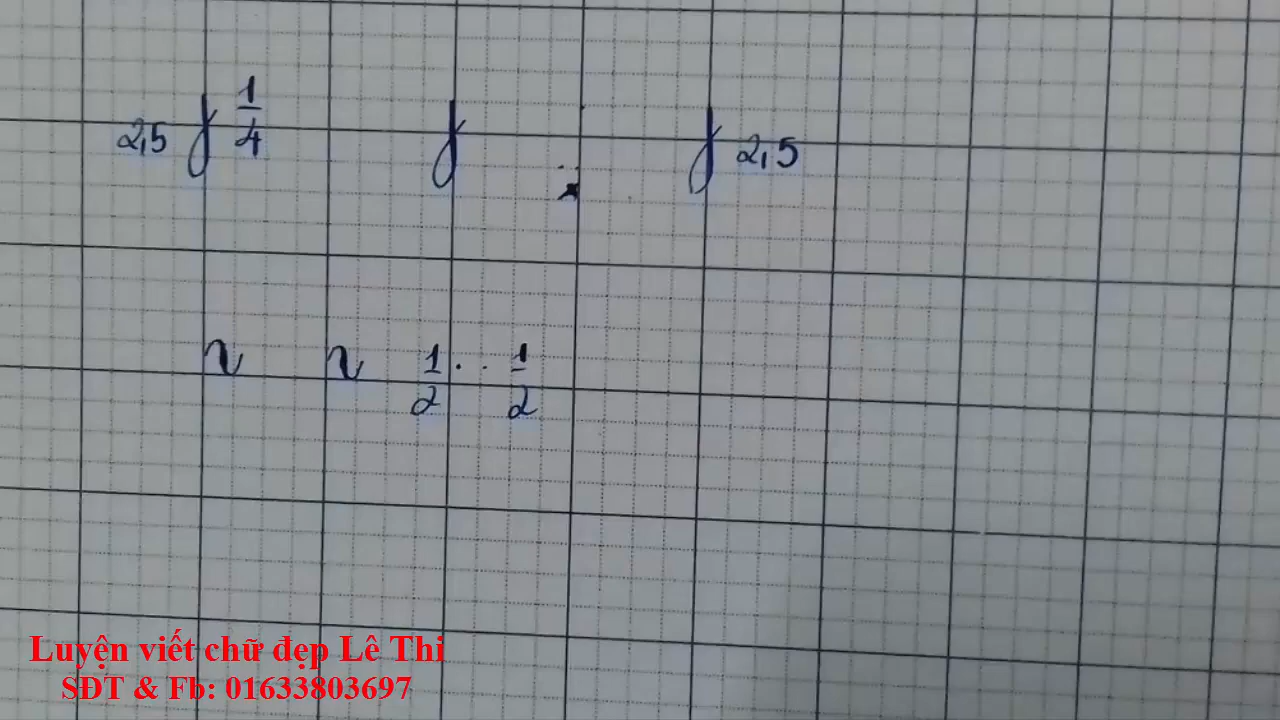 2,5 1/4 2,5
1/2 1/2
Luyện viết chữ đẹp Lê Thi
SĐT & Fb: 01633803697